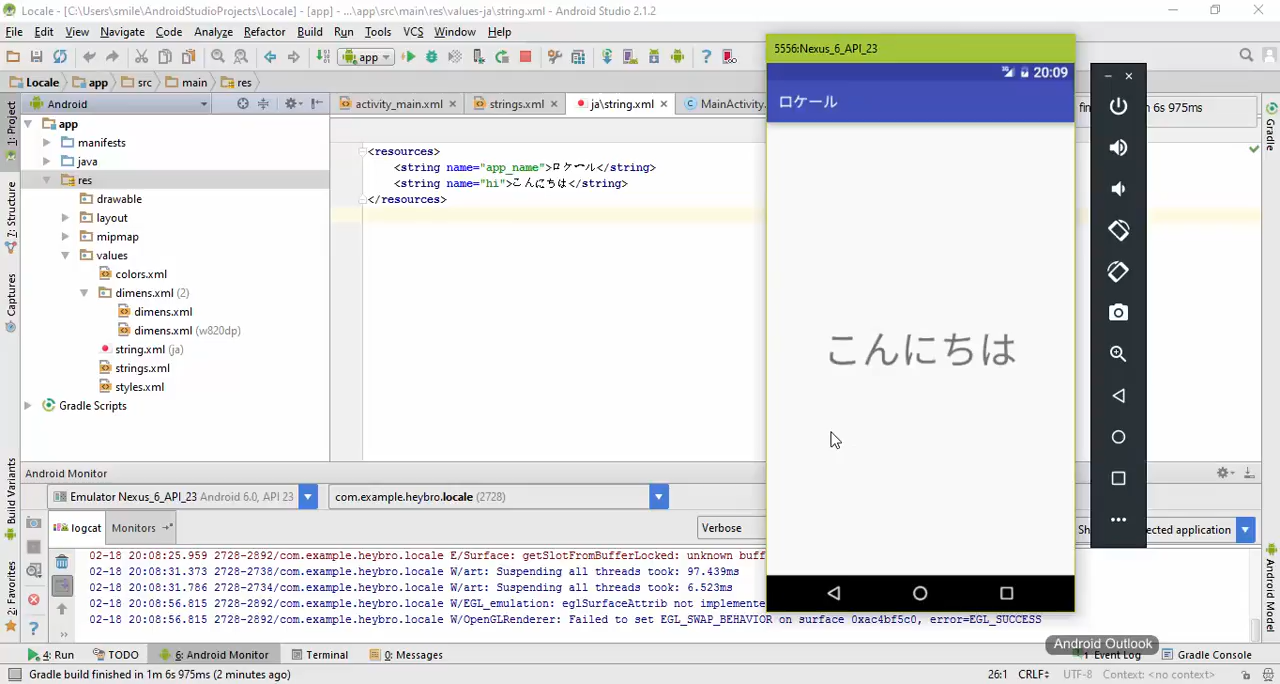 Locale - [C:\Users\smile\AndroidStudioProjects\Locale] - [app] - ...\app\src\main\res\values-ja\string.xml - Android Studio 2.1.2
File Edit View Navigate Code Analyze Refactor Build Run Tools VCS Window Help
app
Locale app src main res
Android
activity_main.xml strings.xml ja\string.xml MainActivity.
1: Project
Z: Structure
Captures
Build Variants
2: Favorites
app
manifests
java
res
drawable
layout
mipmap
values
colors.xml
dimens.xml (2)
dimens.xml
dimens.xml (w820dp)
string.xml (ja)
strings.xml
styles.xml
Gradle Scripts
<resources>
<string name="app_name">ロケール</string>
<string name="hi">こんにちは</string>
</resources>
5556:Nexus_6_API_23
20:09
ロケール
こんにちは
6s 975ms
Gradle
Android Model
Android Monitor
Emulator Nexus_6_API_23 Android 6.0, API 23
com.example.heybro.locale (2728)
logcat Monitors
Verbose
ected application
02-18 20:08:25.959 2728-2892/com.example.heybro.locale E/Surface: getSlotFromBufferLocked: unknown buff
02-18 20:08:31.373 2728-2738/com.example.heybro.locale W/art: Suspending all threads took: 97.439ms
02-18 20:08:31.786 2728-2734/com.example.heybro.locale W/art: Suspending all threads took: 6.523ms
02-18 20:08:56.815 2728-2892/com.example.heybro.locale W/EGL_emulation: eglSurfaceAttrib not implemente
02-18 20:08:56.815 2728-2892/com.example.heybro.locale W/OpenGLRenderer: Failed to set EGL_SWAP_BEHAVIOR on surface 0xac4bf5c0, error=EGL_SUCCESS
Android Outlook
4: Run TODO 6: Android Monitor Terminal 0: Messages 1 Event Log Gradle Console
Gradle build finished in 1m 6s 975ms (2 minutes ago)
26:1 CRLF UTF-8 Context: <no context>